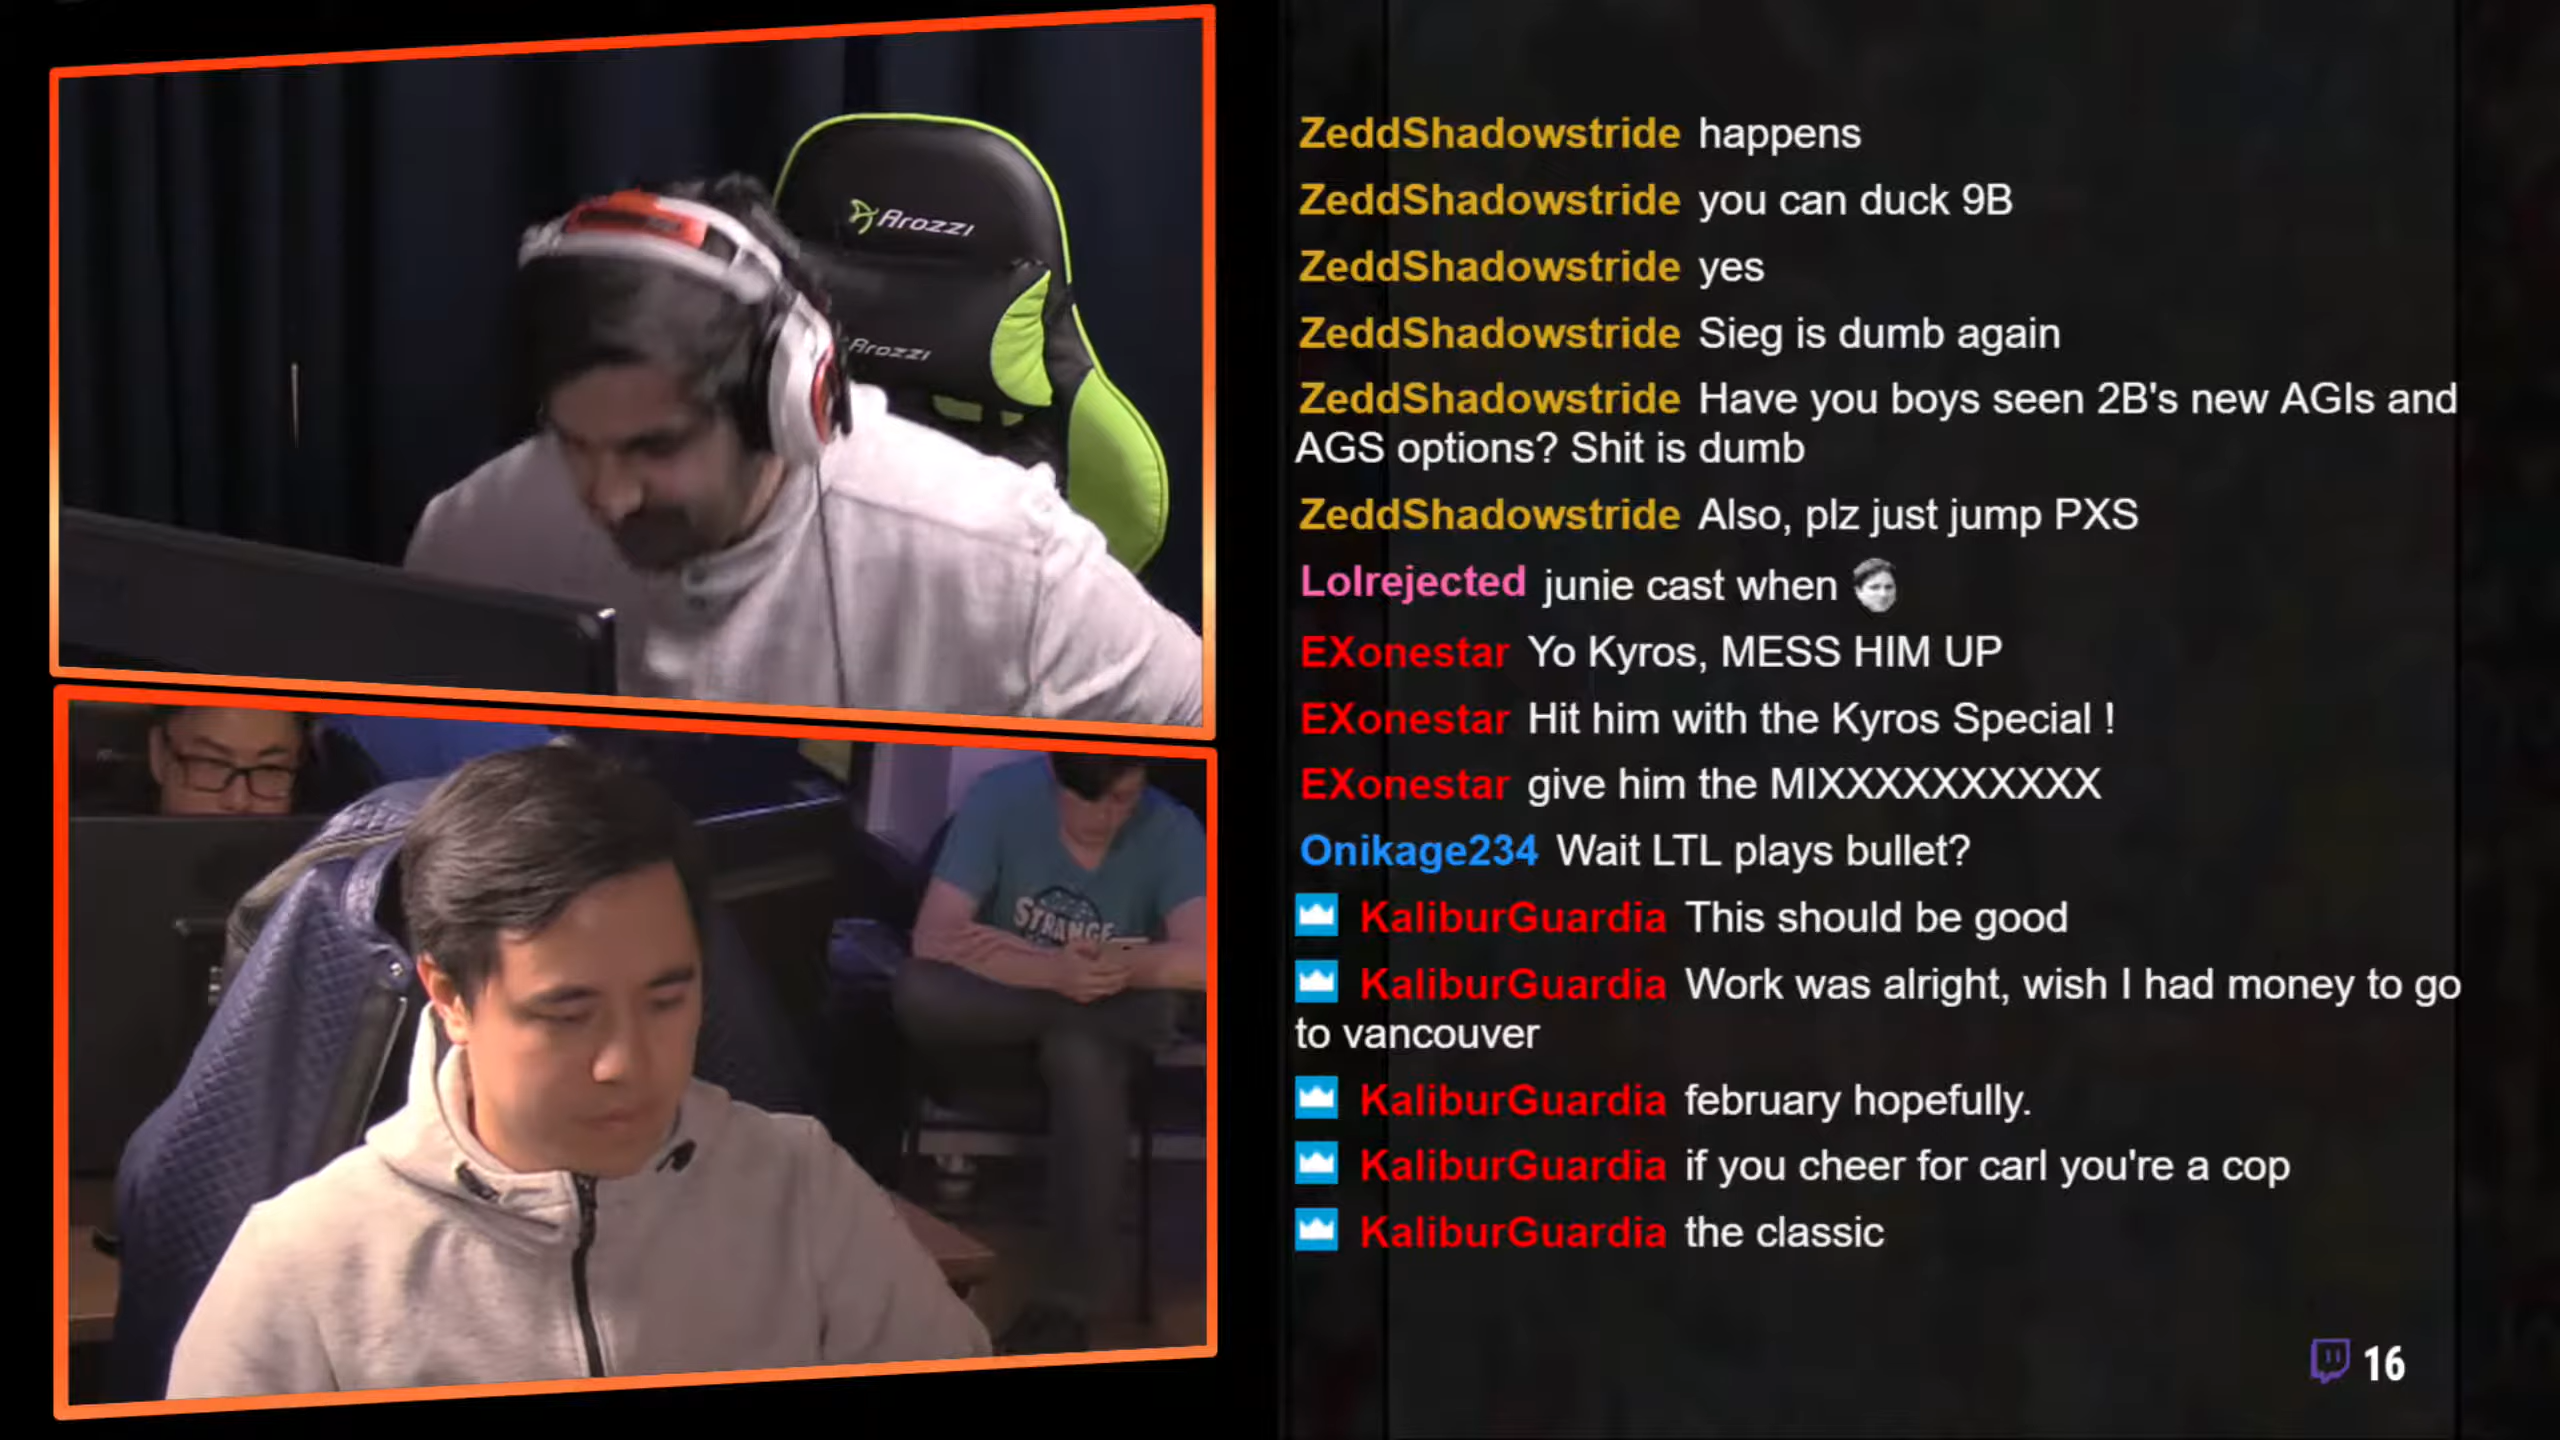 Arozzi
Arozzi
STRANGE
ZeddShadowstride happens
ZeddShadowstride you can duck 9B
ZeddShadowstride yes
ZeddShadowstride Sieg is dumb again
ZeddShadowstride Have you boys seen 2B's new AGIs and
AGS options? Shit is dumb
ZeddShadowstride Also, plz just jump PXS
Lolrejected junie cast when
EXonestar Yo Kyros, MESS HIM UP
EXonestar Hit him with the Kyros Special !
EXonestar give him the MIXXXXXXXXXX
Onikage234 Wait LTL plays bullet?
KaliburGuardia This should be good
KaliburGuardia Work was alright, wish I had money to go
to vancouver
KaliburGuardia february hopefully.
KaliburGuardia if you cheer for carl you're a cop
KaliburGuardia the classic
16